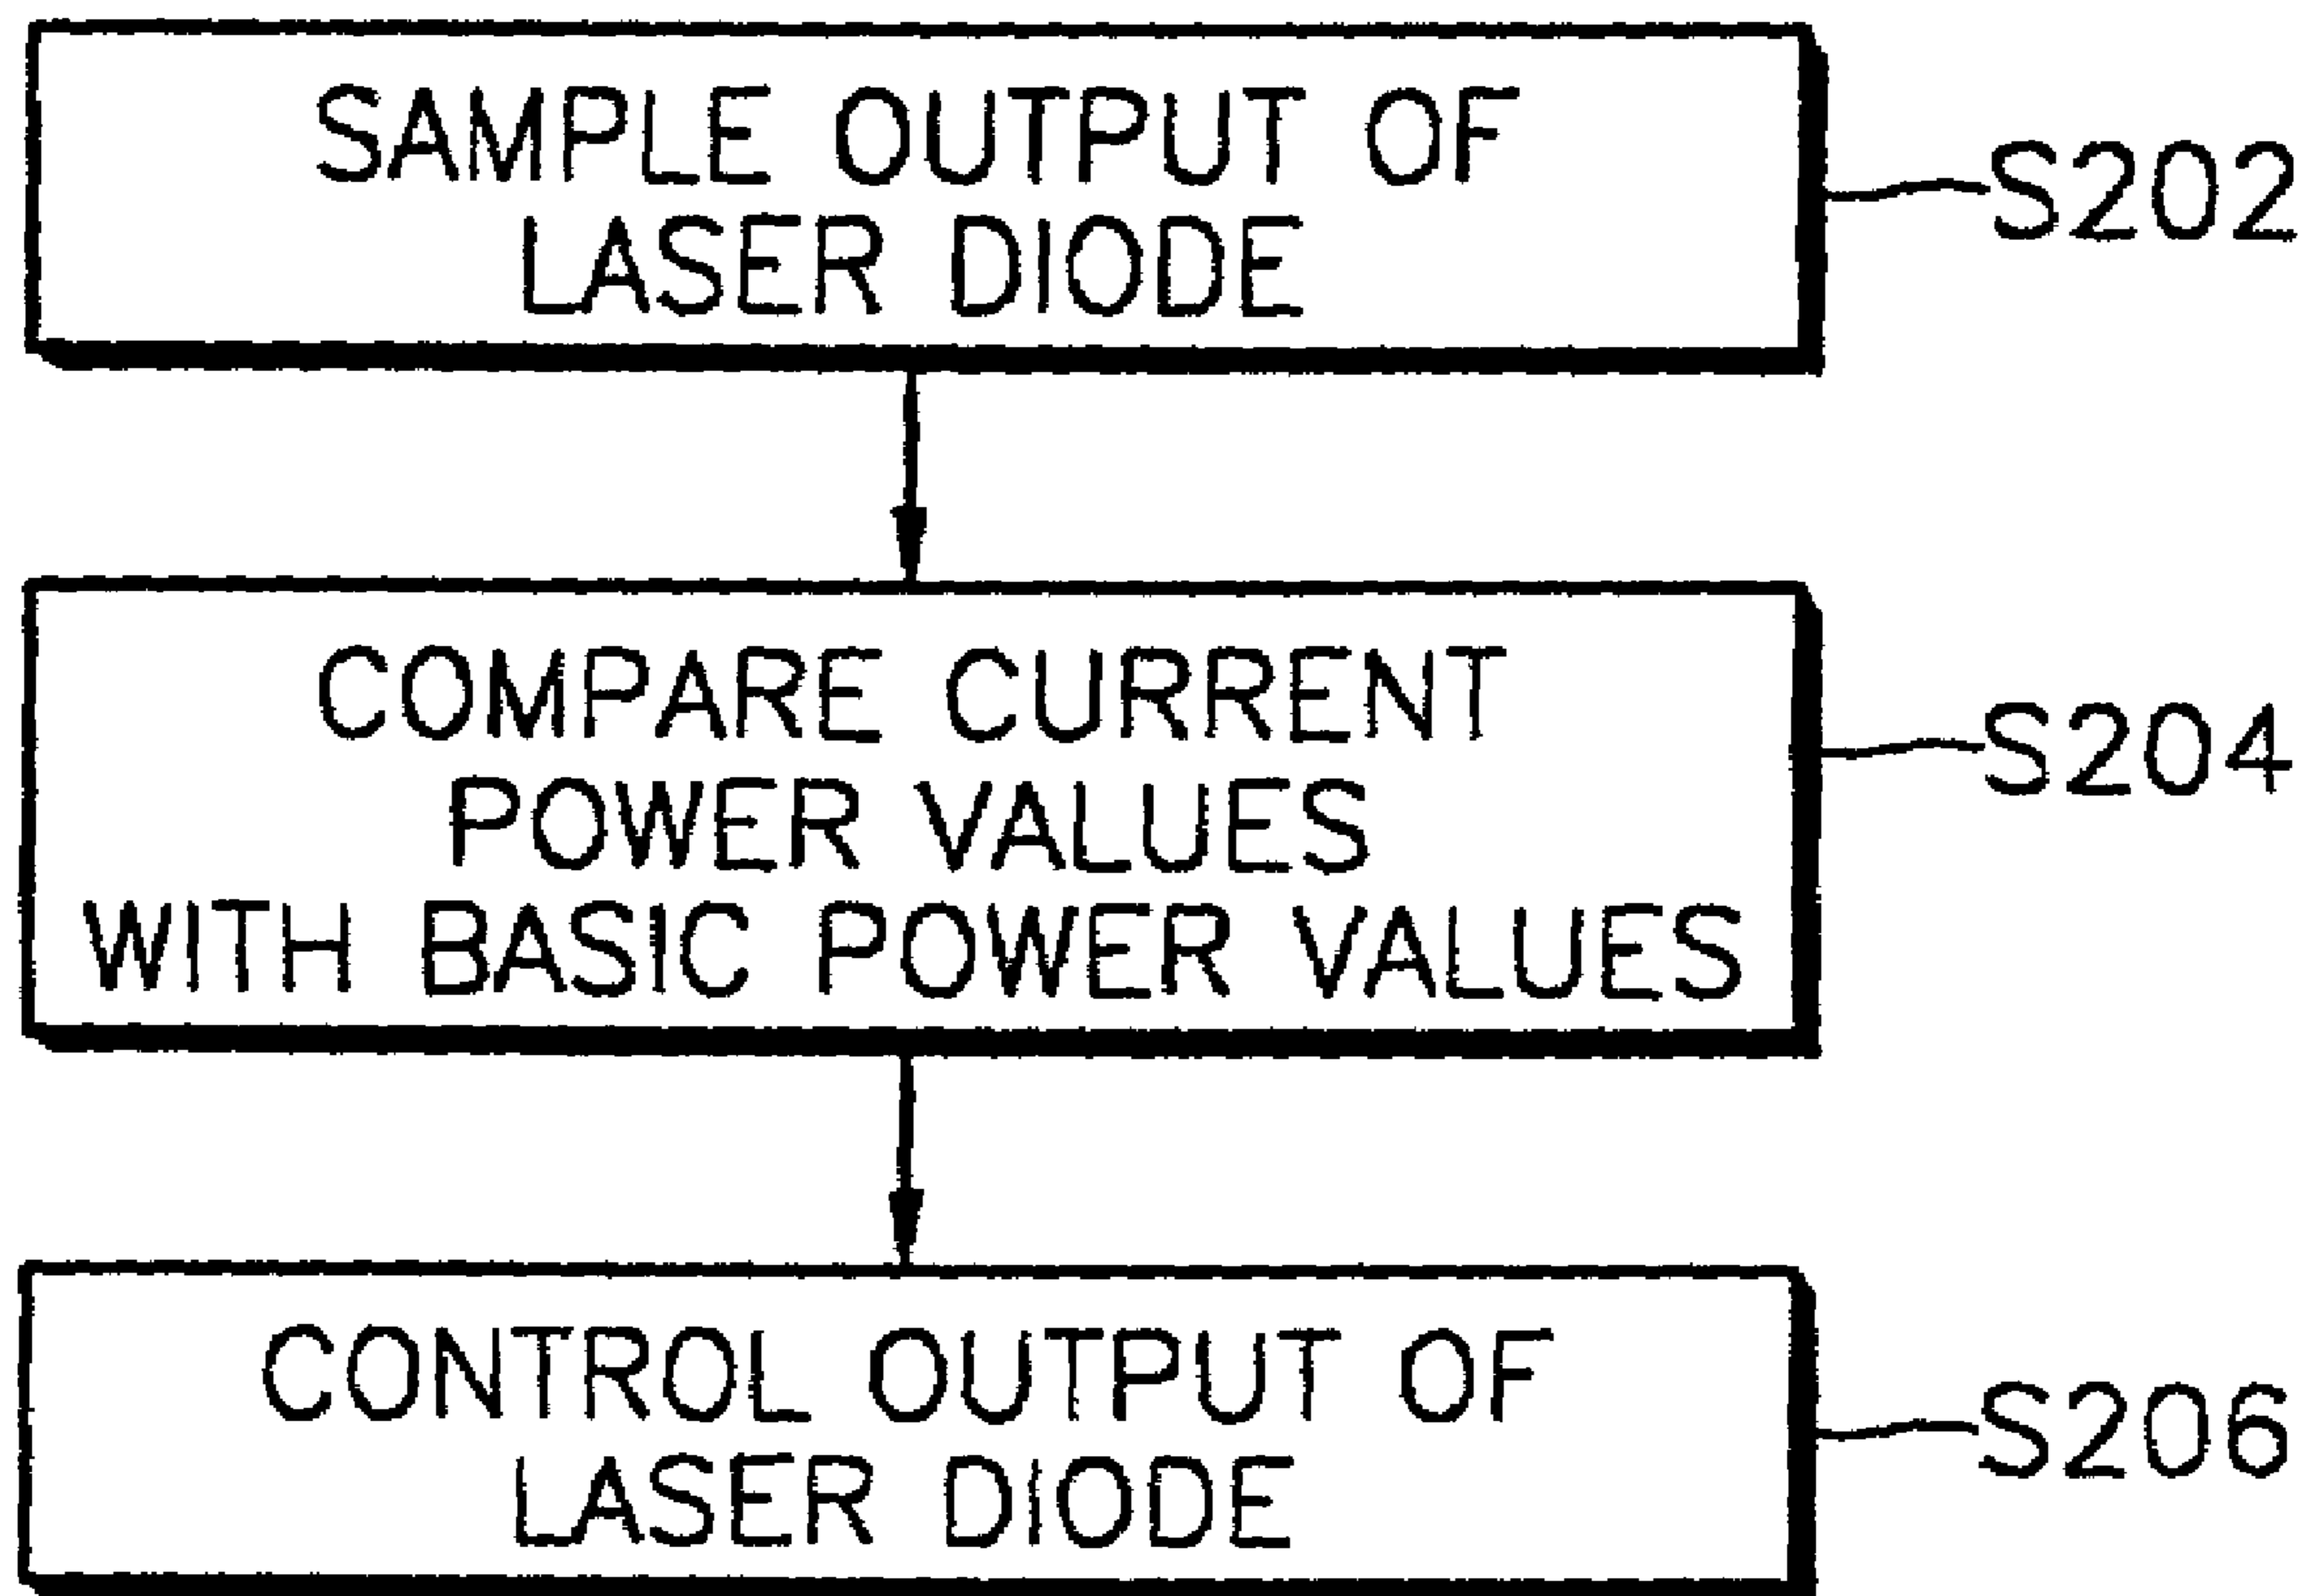 SAMPLE OUTPUT OF
LASER DIODE
S202
COMPARE CURRENT
POWER VALUES
WITH BASIC POWER VALUES
S204
CONTROL OUTPUT OF
LASER DIODE
S206